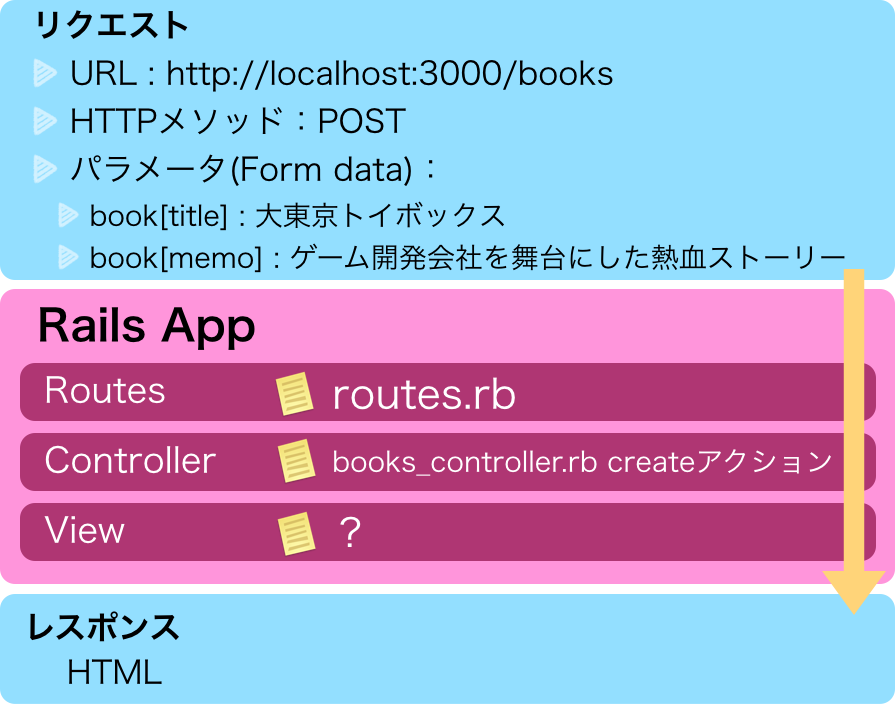 リクエスト
URL : http://localhost:3000/books
HTTPメソッド：POST
パラメータ(Form data)：
book[title] : 大東京トイボックス
book[memo] : ゲーム開発会社を舞台にした熱血ストーリー
Rails App
Routes routes.rb
Controller books_controller.rb createアクション
View ？
レスポンス
HTML